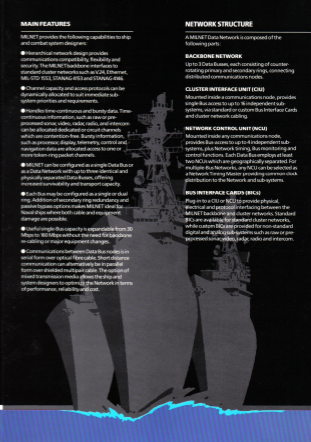 MAIN FEATURES
MILNET provides the following capabilities to ship
and combat system designers:
● Hierarchical network design provides
communications compatibility, flexibility and
security. The MILNET backbone interfaces to
standard cluster networks such as V.24, Ethernet,
MIL-STD 1553, STANAG 4153 and STANAG 4146.
● Channel capacity and access protocols can be
dynamically allocated to suit immediate sub-
system priorities and requirements.
● Handles time-continuous and bursty data. Time-
continuous information, such as raw or pre-
processed sonar, video, radar, radio, and intercom
can be allocated dedicated or circuit channels
which are contention-free. Bursty information,
such as processor, display, telemetry, control and
navigation data are allocated access to one or
more token-ring packet channels.
● MILNET can be configured as a single Data Bus or
as a Data Network with up to three identical and
physically separated Data Buses, offering
increased survivability and transport capacity.
● Each Bus may be configured as a single or dual
ring. Addition of secondary ring redundancy and
passive bypass options makes MILNET ideal for
Naval ships where both cable and equipment
damage are possible.
● Useful single-Bus capacity is expandable from 30
Mbps to 160 Mbps without the need for backbone
re-cabling or major equipment changes.
● Communications between Data Bus nodes is in
serial form over optical fibre cable. Short distance
communication can alternatively be in parallel
form over shielded multipair cable. The option of
mixed transmission media allows the ship and
system designers to optimize the Network in terms
of performance, reliability and cost.
NETWORK STRUCTURE
A MILNET Data Network is composed of the
following parts:
BACKBONE NETWORK
Up to 3 Data Buses, each consisting of counter-
rotating primary and secondary rings, connecting
distributed communications nodes.
CLUSTER INTERFACE UNIT (CIU)
Mounted inside a communications node, provides
single Bus access to up to 16 independent sub-
systems, via standard or custom Bus Interface Cards
and cluster network cabling.
NETWORK CONTROL UNIT (NCU)
Mounted inside any communications node,
provides Bus access to up to 4 independent sub-
systems, plus Network timing, Bus monitoring and
control functions. Each Data Bus employs at least
two NCUs which are geographically separated. For
multiple Bus Networks, any NCU can be selected as
a Network Timing Master providing common clock
distribution to the Network and sub-systems.
BUS INTERFACE CARDS (BICs)
Plug-in to a CIU or NCU to provide physical,
electrical and protocol interfacing between the
MILNET backbone and cluster networks. Standard
BICs are available for standard cluster networks,
while custom BICs are provided for non-standard
digital and analog sub-systems such as raw or pre-
processed sonar, video, radar, radio and intercom.